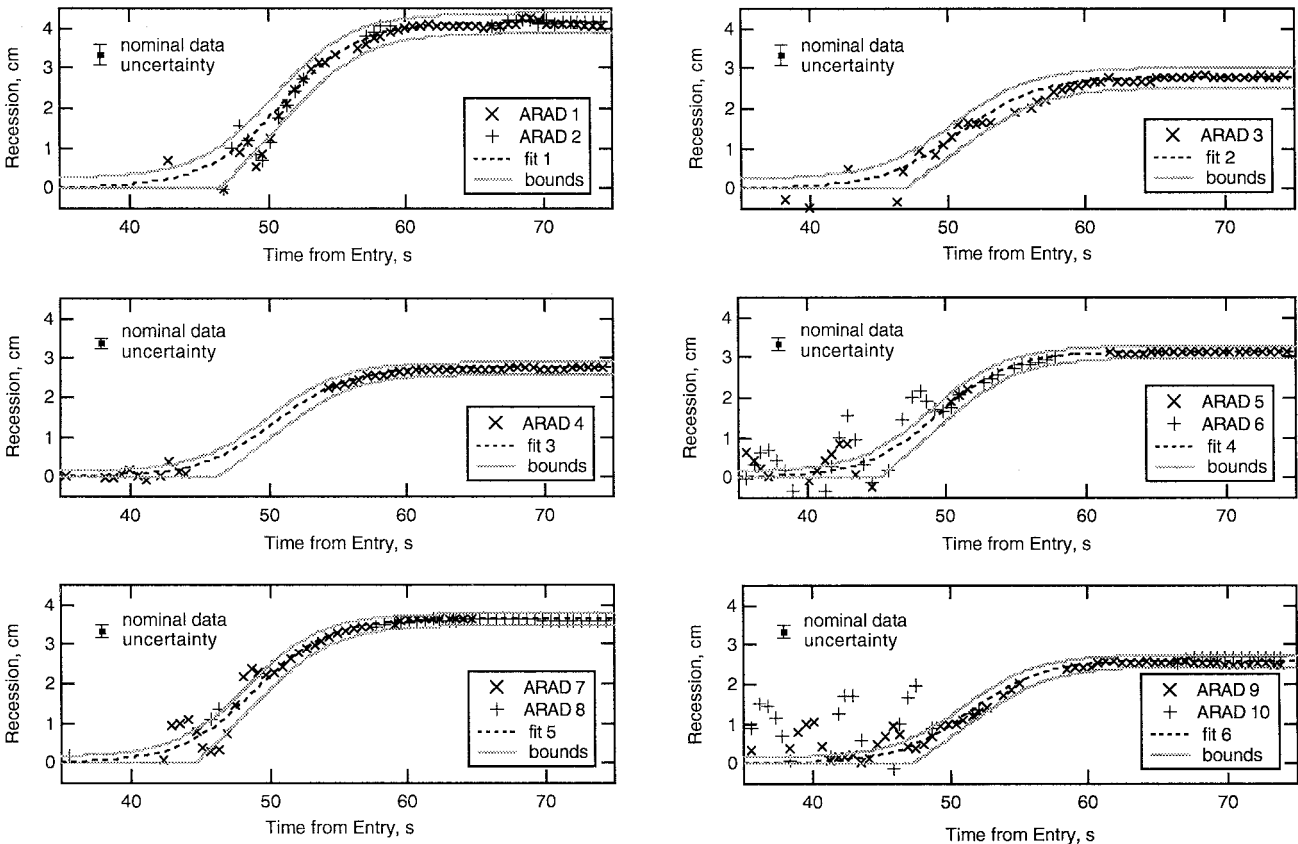 4
3
2
1
0
Recession, cm
nominal data
uncertainty
ARAD 1
ARAD 2
fit 1
bounds
40
50
60
70
Time from Entry, s
4
3
2
1
0
Recession, cm
nominal data
uncertainty
ARAD 3
fit 2
bounds
40
50
60
70
Time from Entry, s
4
3
2
1
0
Recession, cm
nominal data
uncertainty
ARAD 4
fit 3
bounds
40
50
60
70
Time from Entry, s
4
3
2
1
0
Recession, cm
nominal data
uncertainty
ARAD 5
ARAD 6
fit 4
bounds
40
50
60
70
Time from Entry, s
4
3
2
1
0
Recession, cm
nominal data
uncertainty
ARAD 7
ARAD 8
fit 5
bounds
40
50
60
70
Time from Entry, s
4
3
2
1
0
Recession, cm
nominal data
uncertainty
ARAD 9
ARAD 10
fit 6
bounds
40
50
60
70
Time from Entry, s